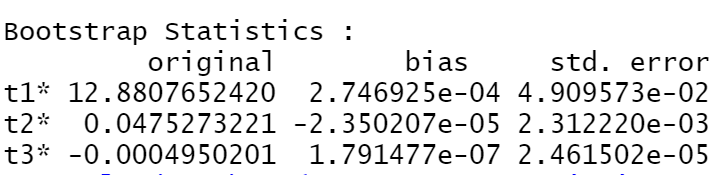 Bootstrap Statistics :
original bias std. error
t1* 12.8807652420 2.746925e-04 4.909573e-02
t2* 0.0475273221 -2.350207e-05 2.312220e-03
t3* -0.0004950201 1.791477e-07 2.461502e-05